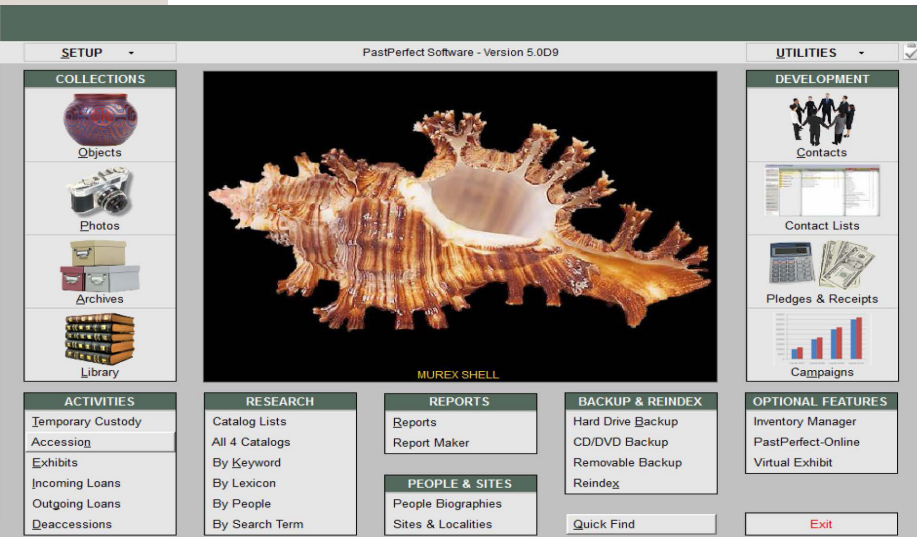 SETUP
PastPerfect Software - Version 5.0D9
UTILITIES
COLLECTIONS
Objects
Photos
Archives
Library
MUREX SHELL
DEVELOPMENT
Contacts
Contact Lists
Pledges & Receipts
Campaigns
ACTIVITIES
Temporary Custody
Accession
Exhibits
Incoming Loans
Outgoing Loans
Deaccessions
RESEARCH
Catalog Lists
All 4 Catalogs
By Keyword
By Lexicon
By People
By Search Term
REPORTS
Reports
Report Maker
PEOPLE & SITES
People Biographies
Sites & Localities
BACKUP & REINDEX
Hard Drive Backup
CD/DVD Backup
Removable Backup
Reindex
Quick Find
OPTIONAL FEATURES
Inventory Manager
PastPerfect-Online
Virtual Exhibit
Exit